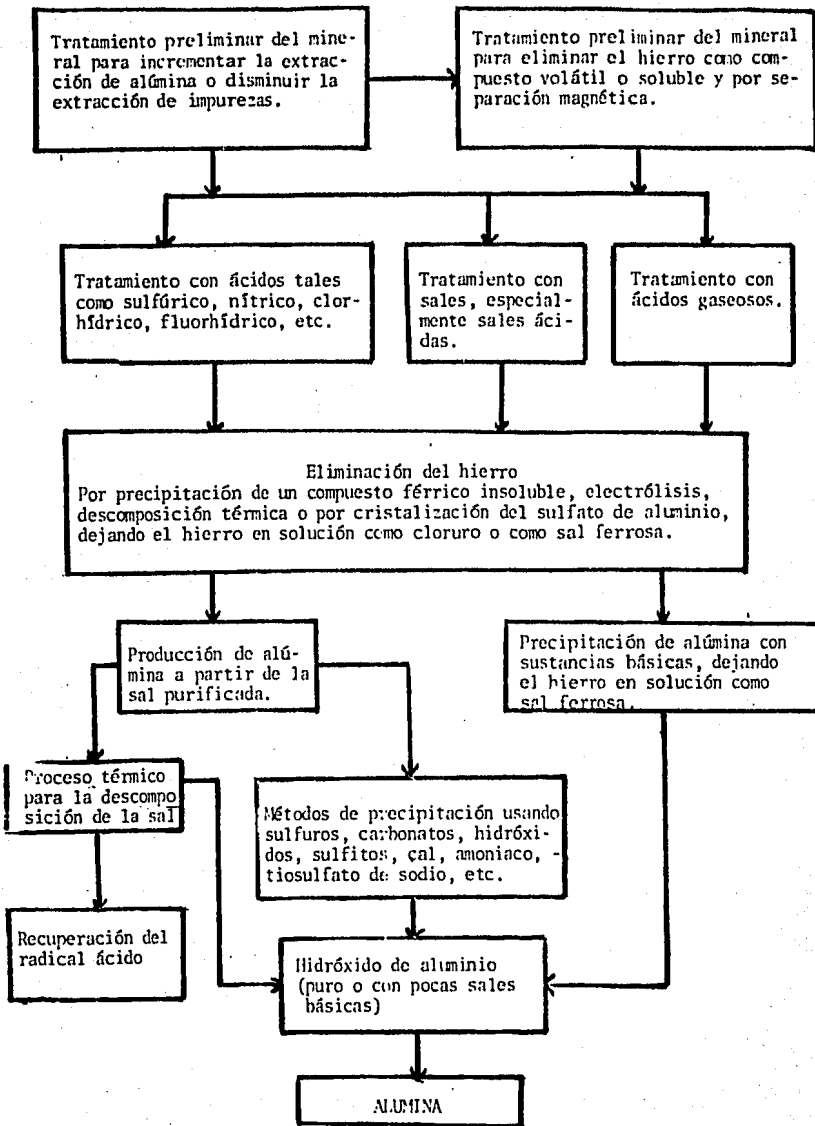 Tratamiento preliminar del mine-
ral para incrementar la extrac-
ción de alúmina o disminuir la
extracción de impurezas.
Tratamiento preliminar del mineral
para eliminar el hierro como com-
puesto volátil o soluble y por se-
paración magnética.
Tratamiento con ácidos tales
como sulfúrico, nítrico, clor-
hídrico, fluorhídrico, etc.
Tratamiento con
sales, especial-
mente sales áci-
das.
Tratamiento con
ácidos gaseosos.
Eliminación del hierro
Por precipitación de un compuesto férrico insoluble, electrólisis,
descomposición térmica o por cristalización del sulfato de aluminio,
dejando el hierro en solución como cloruro o como sal ferrosa.
Producción de alú-
mina a partir de la
sal purificada.
Precipitación de alúmina con
sustancias básicas, dejando
el hierro en solución como
sal ferrosa.
Proceso térmico
para la descompo
sición de la sal
Métodos de precipitación usando
sulfuros, carbonatos, hidróxi-
dos, sulfitos, cal, amoniaco, -
tiosulfato de sodio, etc.
Recuperación del
radical ácido
Hidróxido de aluminio
(puro o con pocas sales
básicas)
ALUMINA